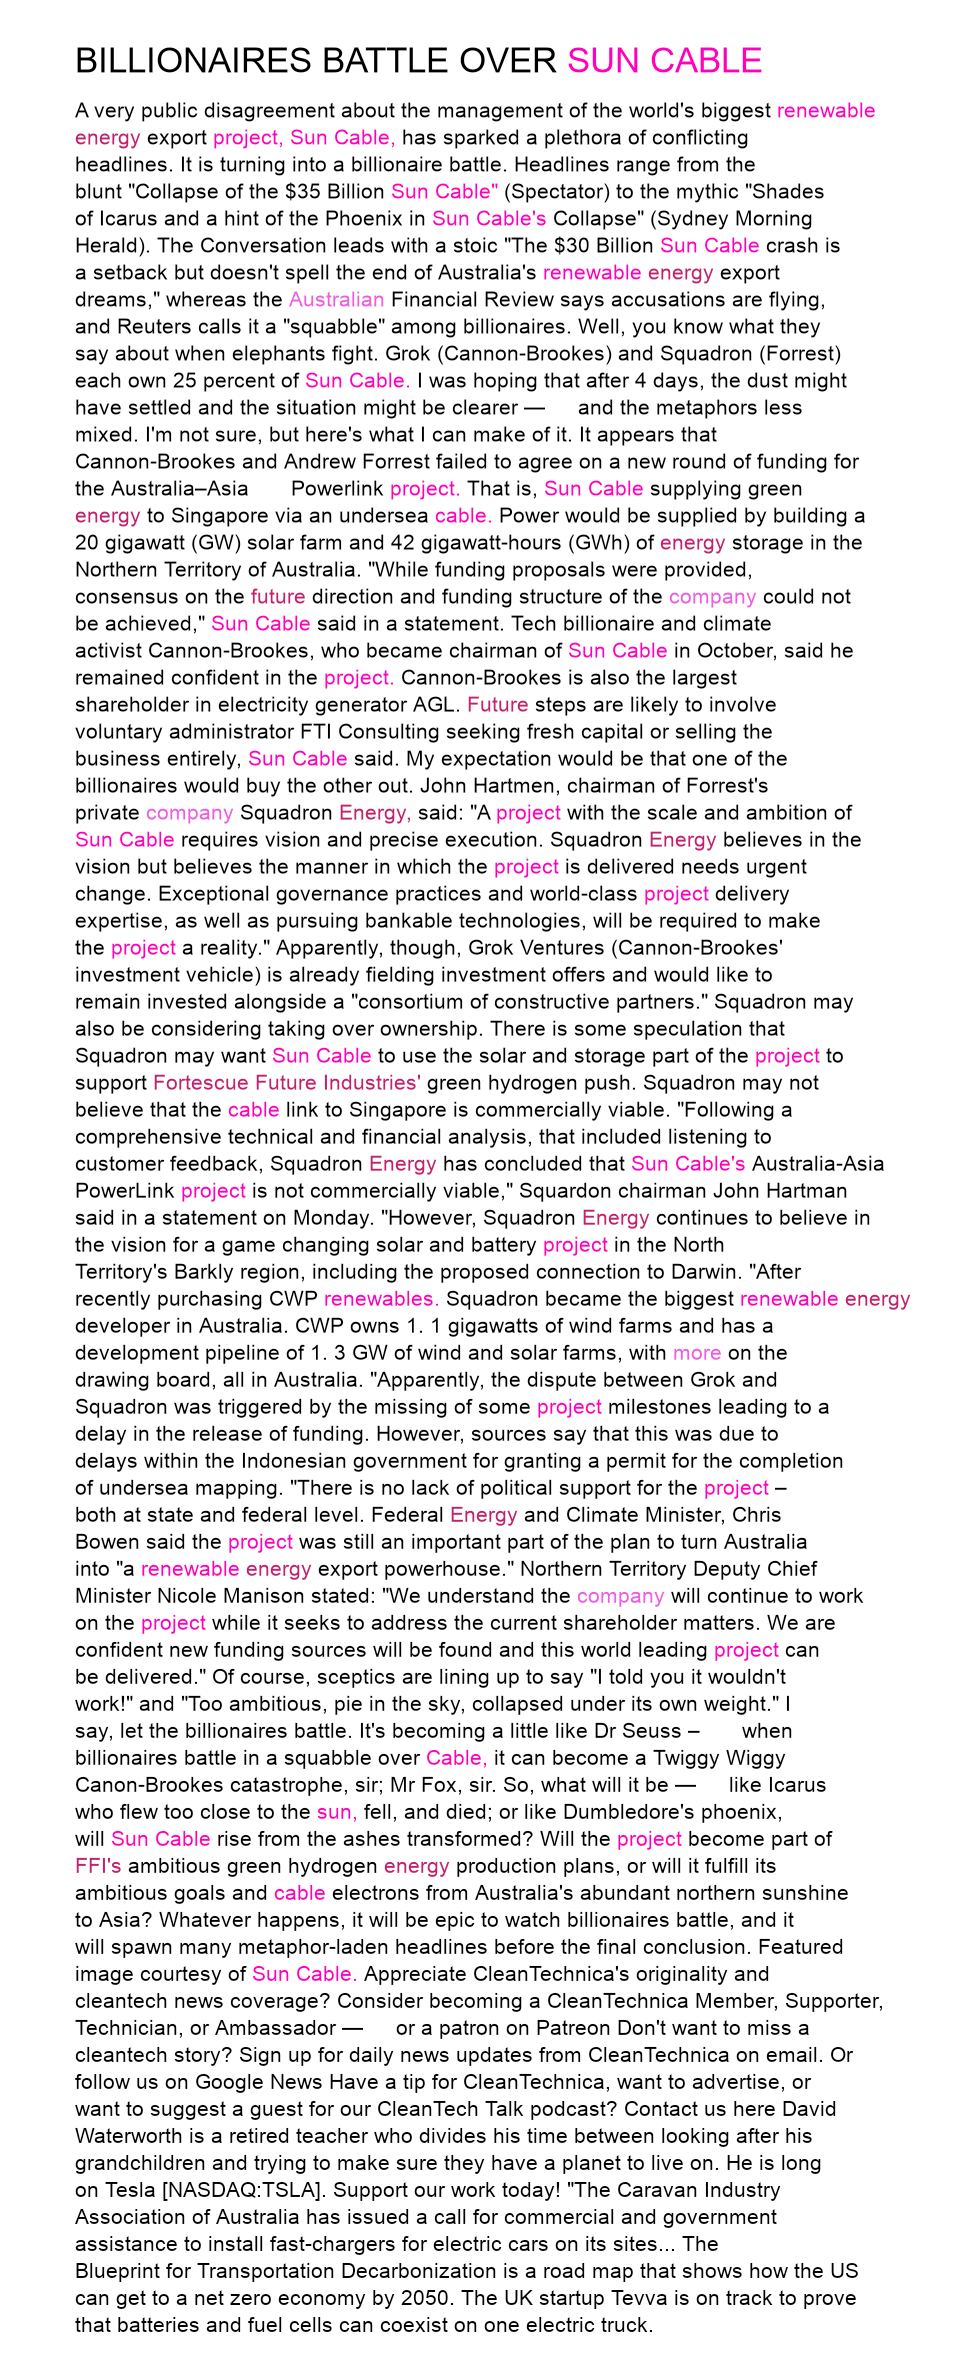 BILLIONAIRES BATTLE OVER SUN CABLE
A very public disagreement about the management of the world's biggest renewable
energy export project, Sun Cable, has sparked a plethora of conflicting
headlines. It is turning into a billionaire battle. Headlines range from the
blunt "Collapse of the $35 Billion Sun Cable" (Spectator) to the mythic "Shades
of Icarus and a hint of the Phoenix in Sun Cable's Collapse" (Sydney Morning
Herald). The Conversation leads with a stoic "The $30 Billion Sun Cable crash is
a setback but doesn't spell the end of Australia's renewable energy export
dreams," whereas the Australian Financial Review says accusations are flying,
and Reuters calls it a "squabble" among billionaires. Well, you know what they
say about when elephants fight. Grok (Cannon-Brookes) and Squadron (Forrest)
each own 25 percent of Sun Cable. I was hoping that after 4 days, the dust might
have settled and the situation might be clearer — and the metaphors less
mixed. I'm not sure, but here's what I can make of it. It appears that
Cannon-Brookes and Andrew Forrest failed to agree on a new round of funding for
the Australia–Asia Powerlink project. That is, Sun Cable supplying green
energy to Singapore via an undersea cable. Power would be supplied by building a
20 gigawatt (GW) solar farm and 42 gigawatt-hours (GWh) of energy storage in the
Northern Territory of Australia. "While funding proposals were provided,
consensus on the future direction and funding structure of the company could not
be achieved," Sun Cable said in a statement. Tech billionaire and climate
activist Cannon-Brookes, who became chairman of Sun Cable in October, said he
remained confident in the project. Cannon-Brookes is also the largest
shareholder in electricity generator AGL. Future steps are likely to involve
voluntary administrator FTI Consulting seeking fresh capital or selling the
business entirely, Sun Cable said. My expectation would be that one of the
billionaires would buy the other out. John Hartmen, chairman of Forrest's
private company Squadron Energy, said: "A project with the scale and ambition of
Sun Cable requires vision and precise execution. Squadron Energy believes in the
vision but believes the manner in which the project is delivered needs urgent
change. Exceptional governance practices and world-class project delivery
expertise, as well as pursuing bankable technologies, will be required to make
the project a reality." Apparently, though, Grok Ventures (Cannon-Brookes'
investment vehicle) is already fielding investment offers and would like to
remain invested alongside a "consortium of constructive partners." Squadron may
also be considering taking over ownership. There is some speculation that
Squadron may want Sun Cable to use the solar and storage part of the project to
support Fortescue Future Industries' green hydrogen push. Squadron may not
believe that the cable link to Singapore is commercially viable. "Following a
comprehensive technical and financial analysis, that included listening to
customer feedback, Squadron Energy has concluded that Sun Cable's Australia-Asia
PowerLink project is not commercially viable," Squardon chairman John Hartman
said in a statement on Monday. "However, Squadron Energy continues to believe in
the vision for a game changing solar and battery project in the North
Territory's Barkly region, including the proposed connection to Darwin. "After
recently purchasing CWP renewables. Squadron became the biggest renewable energy
developer in Australia. CWP owns 1. 1 gigawatts of wind farms and has a
development pipeline of 1. 3 GW of wind and solar farms, with more on the
drawing board, all in Australia. "Apparently, the dispute between Grok and
Squadron was triggered by the missing of some project milestones leading to a
delay in the release of funding. However, sources say that this was due to
delays within the Indonesian government for granting a permit for the completion
of undersea mapping. "There is no lack of political support for the project –
both at state and federal level. Federal Energy and Climate Minister, Chris
Bowen said the project was still an important part of the plan to turn Australia
into "a renewable energy export powerhouse." Northern Territory Deputy Chief
Minister Nicole Manison stated: "We understand the company will continue to work
on the project while it seeks to address the current shareholder matters. We are
confident new funding sources will be found and this world leading project can
be delivered." Of course, sceptics are lining up to say "I told you it wouldn't
work!" and "Too ambitious, pie in the sky, collapsed under its own weight." I
say, let the billionaires battle. It's becoming a little like Dr Seuss – when
billionaires battle in a squabble over Cable, it can become a Twiggy Wiggy
Canon-Brookes catastrophe, sir; Mr Fox, sir. So, what will it be — like Icarus
who flew too close to the sun, fell, and died; or like Dumbledore's phoenix,
will Sun Cable rise from the ashes transformed? Will the project become part of
FFI's ambitious green hydrogen energy production plans, or will it fulfill its
ambitious goals and cable electrons from Australia's abundant northern sunshine
to Asia? Whatever happens, it will be epic to watch billionaires battle, and it
will spawn many metaphor-laden headlines before the final conclusion. Featured
image courtesy of Sun Cable. Appreciate CleanTechnica's originality and
cleantech news coverage? Consider becoming a CleanTechnica Member, Supporter,
Technician, or Ambassador — or a patron on Patreon Don't want to miss a
cleantech story? Sign up for daily news updates from CleanTechnica on email. Or
follow us on Google News Have a tip for CleanTechnica, want to advertise, or
want to suggest a guest for our CleanTech Talk podcast? Contact us here David
Waterworth is a retired teacher who divides his time between looking after his
grandchildren and trying to make sure they have a planet to live on. He is long
on Tesla [NASDAQ:TSLA]. Support our work today! "The Caravan Industry
Association of Australia has issued a call for commercial and government
assistance to install fast-chargers for electric cars on its sites... The
Blueprint for Transportation Decarbonization is a road map that shows how the US
can get to a net zero economy by 2050. The UK startup Tevva is on track to prove
that batteries and fuel cells can coexist on one electric truck.